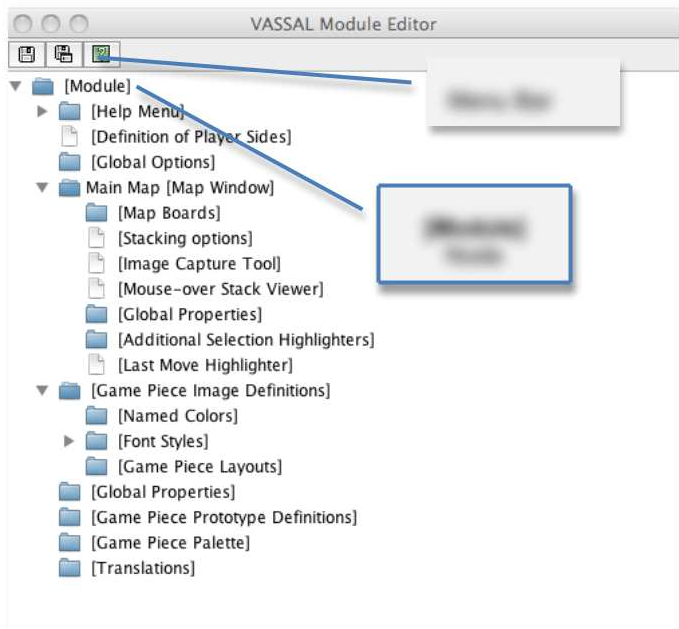 VASSAL Module Editor
[Module]
[Help Menu]
[Definition of Player Sides]
[Global Options]
Main Map [Map Window]
[Map Boards]
[Stacking options]
[Image Capture Tool]
[Mouse-over Stack Viewer]
[Global Properties]
[Additional Selection Highlighters]
[Last Move Highlighter]
[Game Piece Image Definitions]
[Named Colors]
[Font Styles]
[Game Piece Layouts]
[Global Properties]
[Game Piece Prototype Definitions]
[Game Piece Palette]
[Translations]